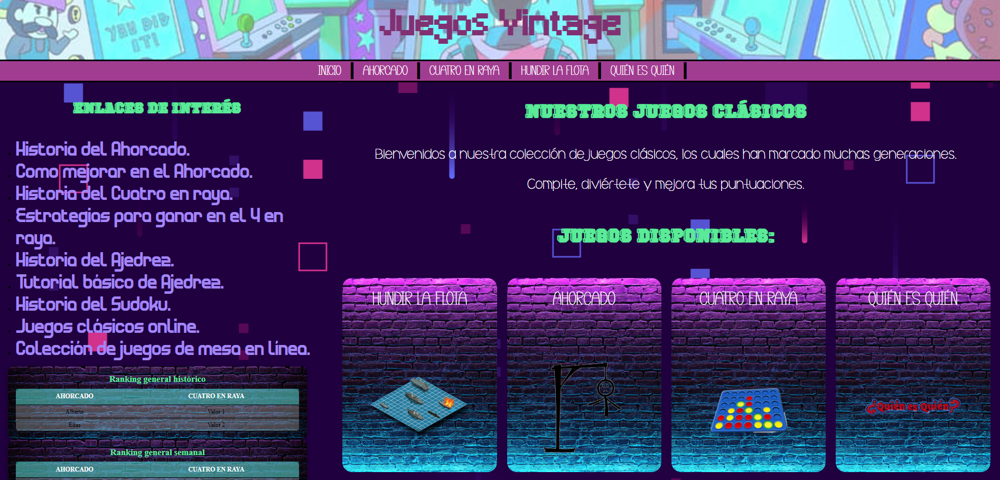 YOU DID
IT!
Juegos Vintage
INICIO
AHORCADO
CUATRO EN RAYA
HUNDIR LA FLOTA
QUIÉN ES QUIÉN
ENLACES DE INTERÉS
Historia del Ahorcado.
Como mejorar en el Ahorcado.
Historia del Cuatro en raya.
Estrategias para ganar en el 4 en
raya.
Historia del Ajedrez.
Tutorial básico de Ajedrez.
Historia del Sudoku.
Juegos clásicos online.
Colección de juegos de mesa en línea.
Ranking general histórico
AHORCADO CUATRO EN RAYA
Alberto Valor 1
Elias Valor 2
Ranking general semanal
AHORCADO CUATRO EN RAYA
NUESTROS JUEGOS CLÁSICOS
Bienvenidos a nuestra colección de juegos clásicos, los cuales han marcado muchas generaciones.
Compite, diviértete y mejora tus puntuaciones.
JUEGOS DISPONIBLES:
HUNDIR LA FLOTA
AHORCADO
CUATRO EN RAYA
QUIÉN ES QUIÉN
¿Quién es Quién?